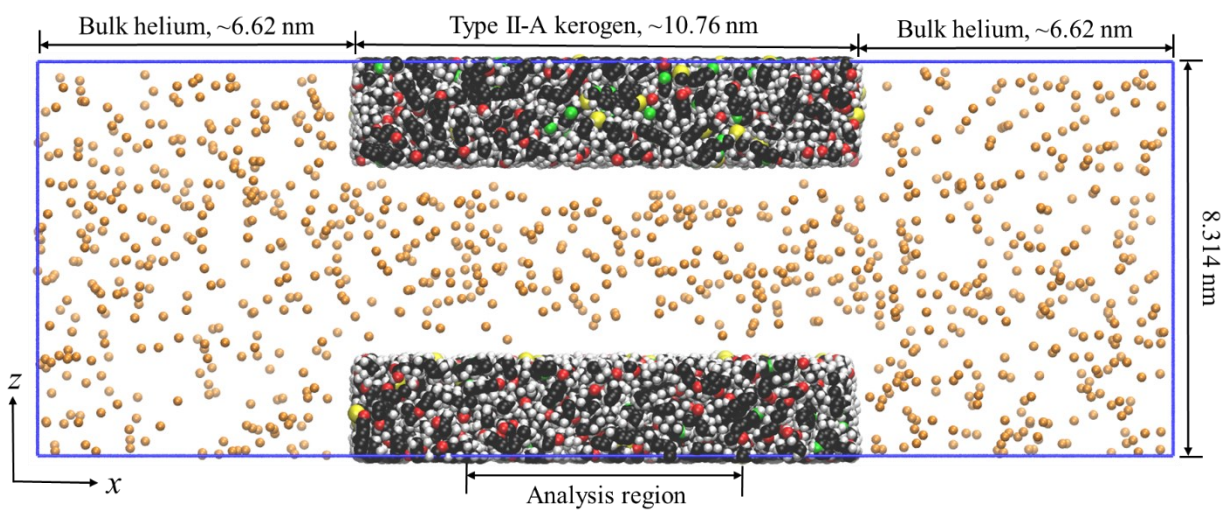 Bulk helium, ~6.62 nm
Type II-A kerogen, ~10.76 nm
Bulk helium, ~6.62 nm
8.314 nm
z
x
Analysis region